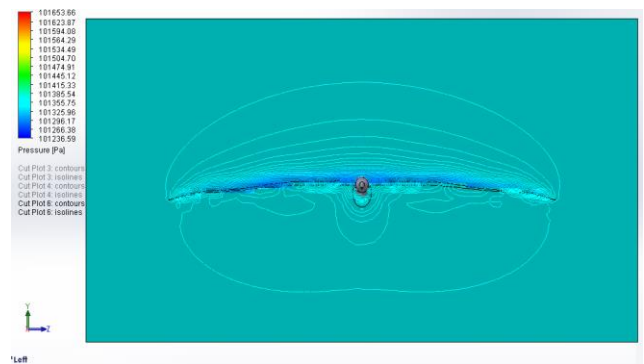 101653.66
101623.87
101594.08
101564.29
101534.49
101504.70
101474.91
101445.12
101415.33
101385.54
101355.75
101325.96
101296.17
101266.38
101236.59
Pressure [Pa]
Cut Plot 3: contours
Cut Plot 3: isolines
Cut Plot 4: contours
Cut Plot 4: isolines
Cut Plot 6: contours
Cut Plot 6: isolines
Y
Z
*Left